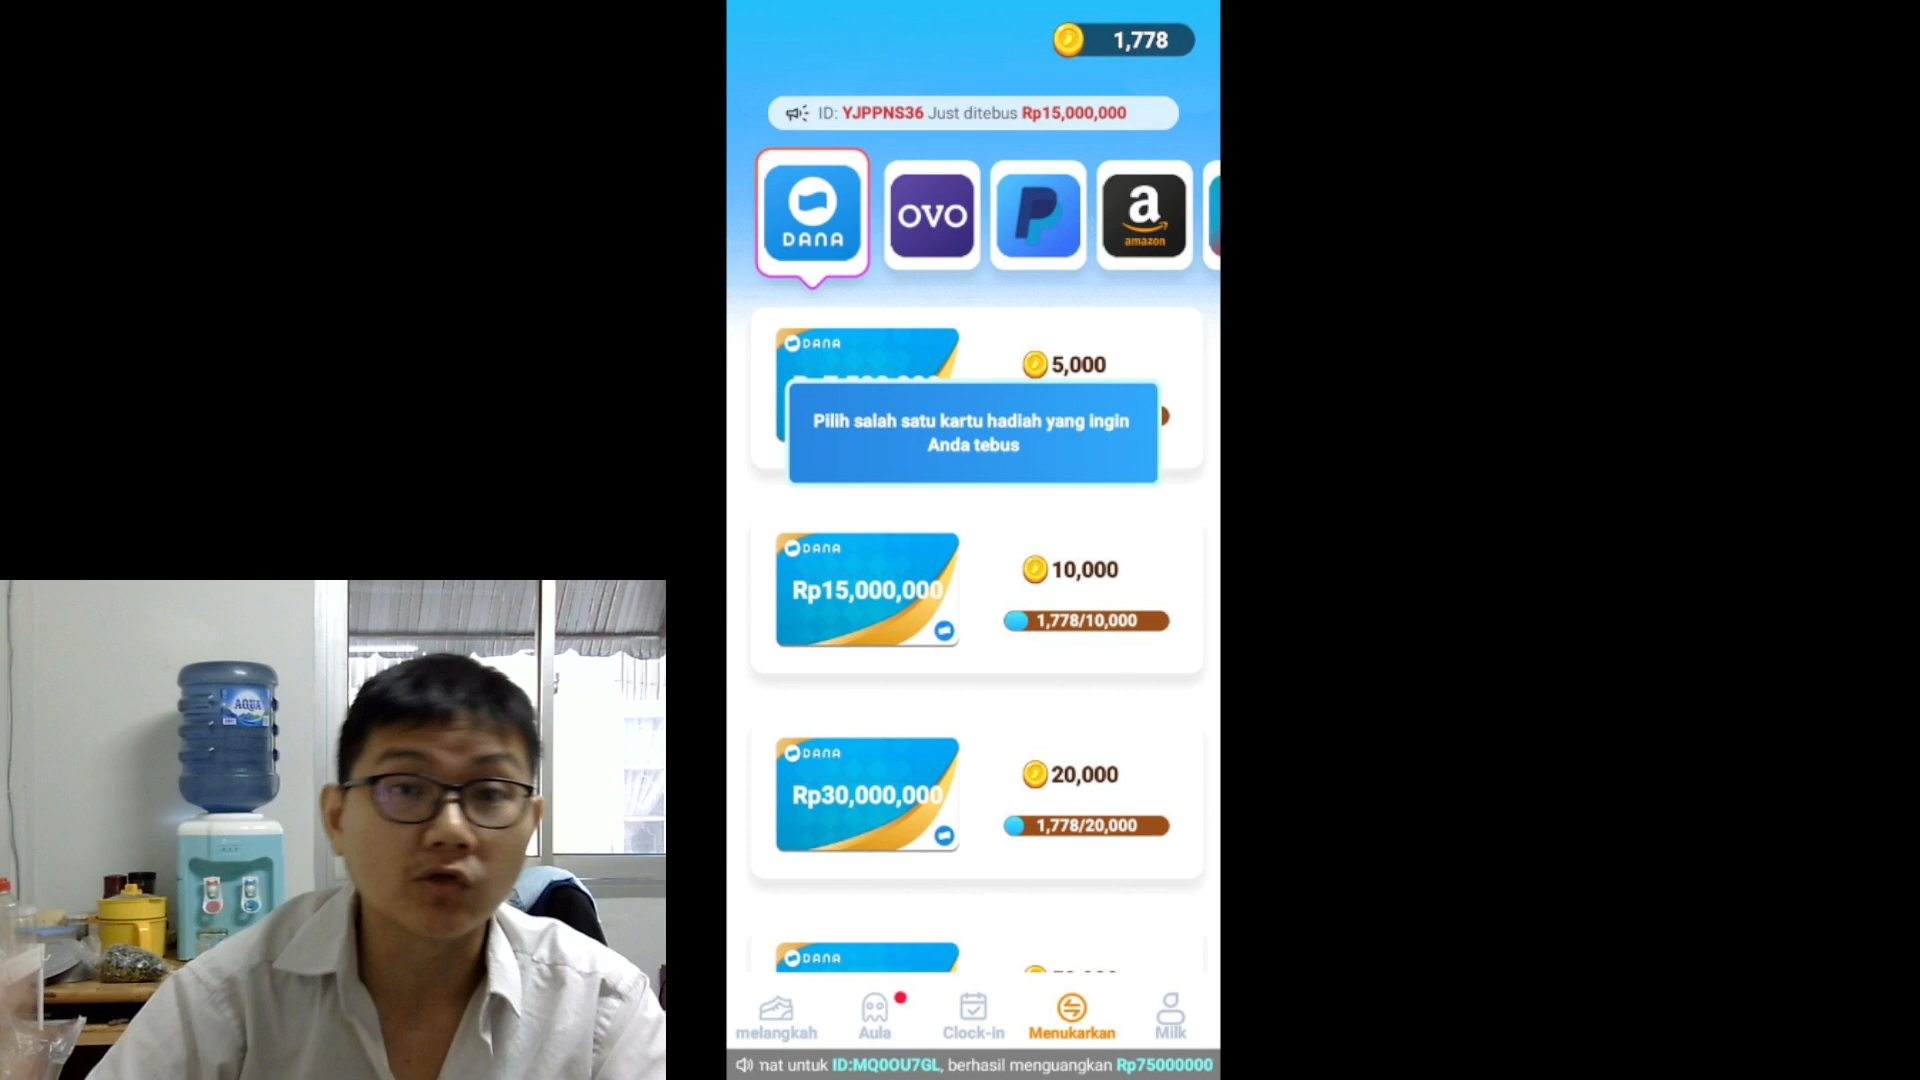 1,778
ID: YJPPNS36 Just ditebus Rp15,000,000
DANA
OVO
a
amazon
DANA
5,000
Pilih salah satu kartu hadiah yang ingin
Anda tebus
DANA
Rp15,000,000
10,000
1,778/10,000
DANA
Rp30,000,000
20,000
1,778/20,000
DANA
melangkah
Aula
Clock-in
Menukarkan
Milk
mat untuk ID:MQ0OU7GL, berhasil menguangkan Rp75000000
AQUA